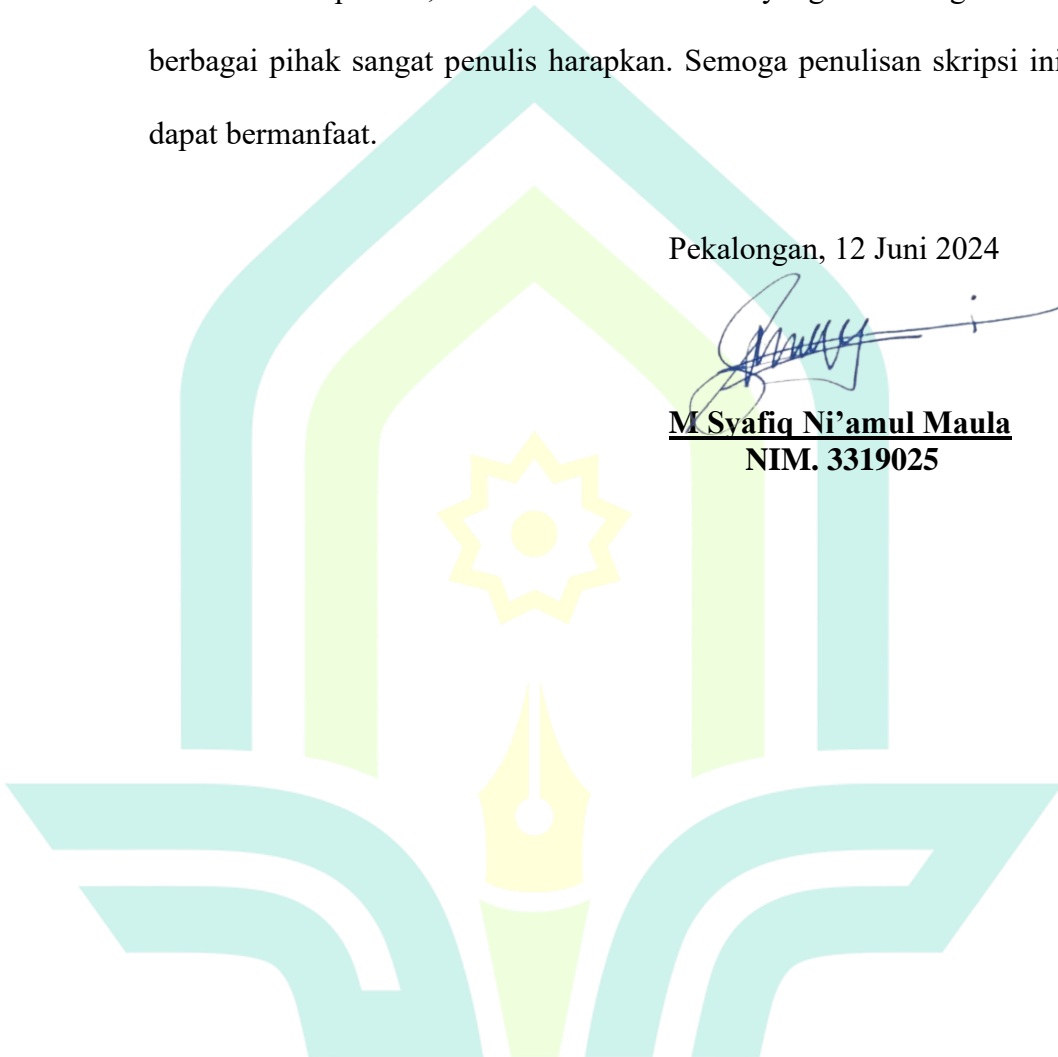 berbagai pihak sangat penulis harapkan. Semoga penulisan skripsi ini
dapat bermanfaat.
Pekalongan, 12 Juni 2024
M Syafiq Ni’amul Maula
NIM. 3319025